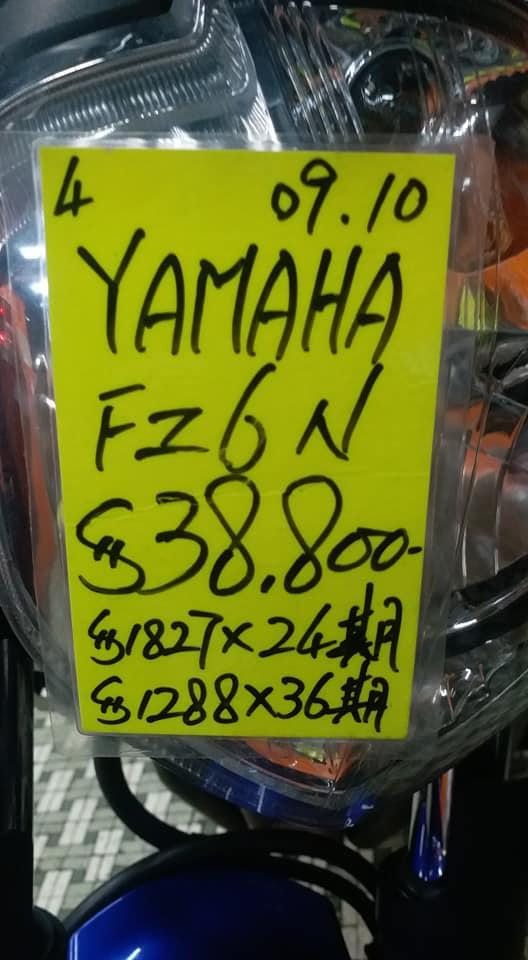 4 09.10
YAMAHA
FZ6N
$38,800-
$1827×24期
$1288×36期